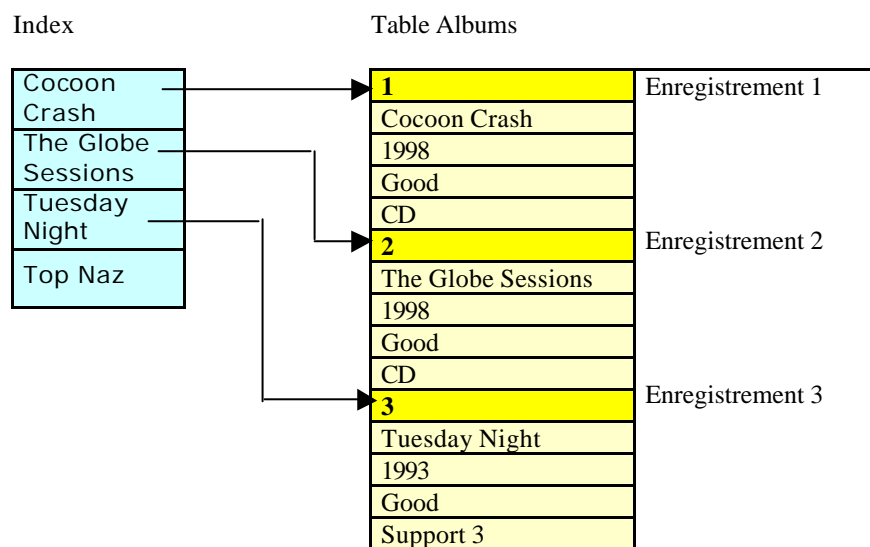 Index
Table Albums
Cocoon
Crash
The Globe
Sessions
Tuesday
Night
Top Naz
1
Cocoon Crash
1998
Good
CD
2
The Globe Sessions
1998
Good
CD
3
Tuesday Night
1993
Good
Support 3
Enregistrement 1
Enregistrement 2
Enregistrement 3